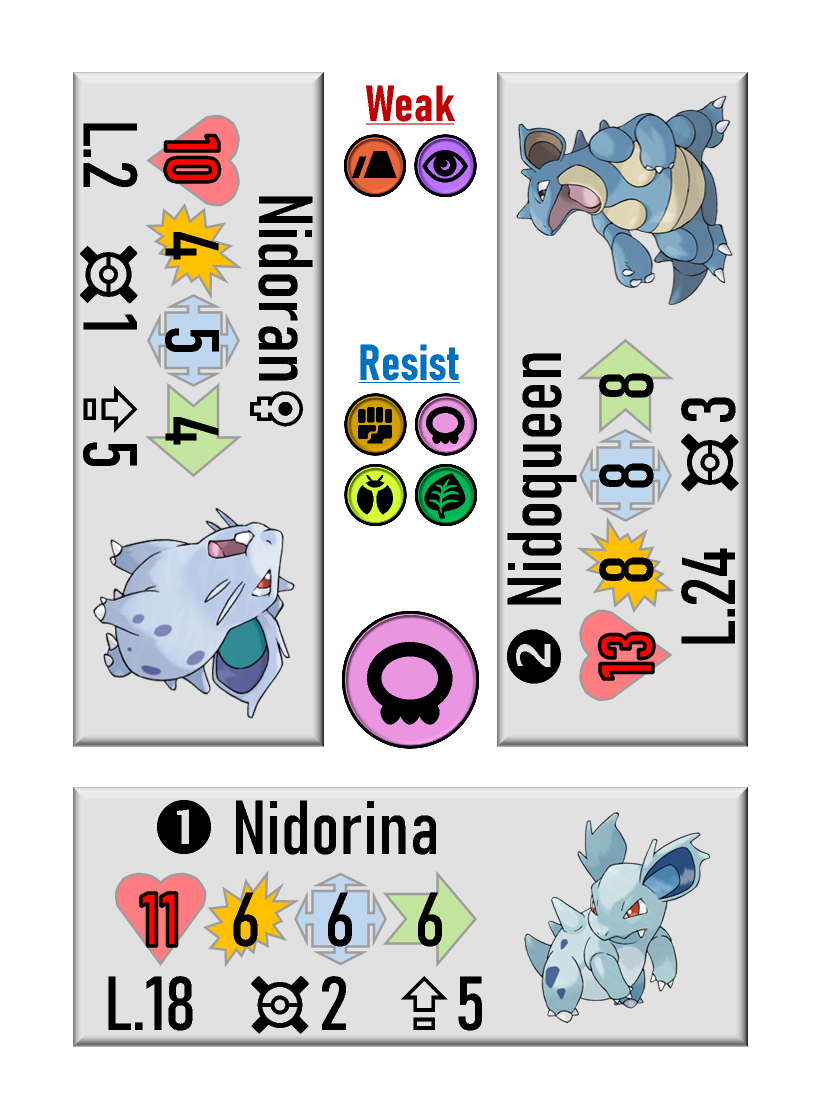 Nidoran♀
10 4 5 4
L.2 1 5
Weak
Resist
❷ Nidoqueen
13 8 8 8
L.24 3
❶ Nidorina
11 6 6 6
L.18 2 5